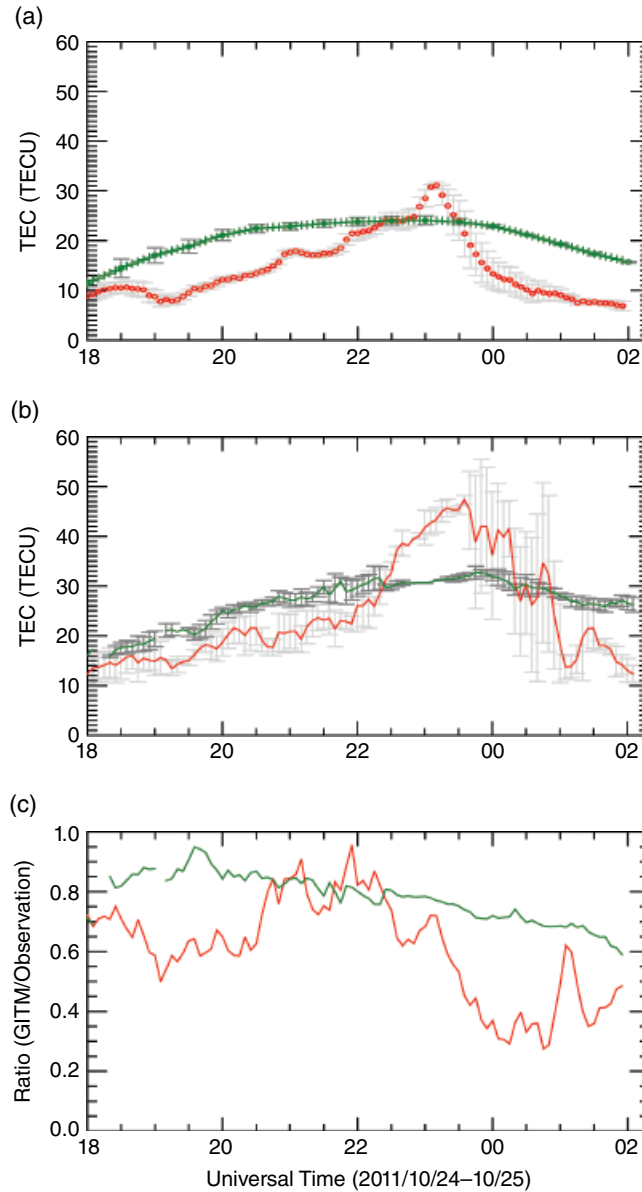 (a)
60
50
40
30
20
10
0
TEC (TECU)
18 20 22 00 02
(b)
60
50
40
30
20
10
0
TEC (TECU)
18 20 22 00 02
(c)
1.0
0.8
0.6
0.4
0.2
0.0
Ratio (GITM/Observation)
18 20 22 00 02
Universal Time (2011/10/24–10/25)